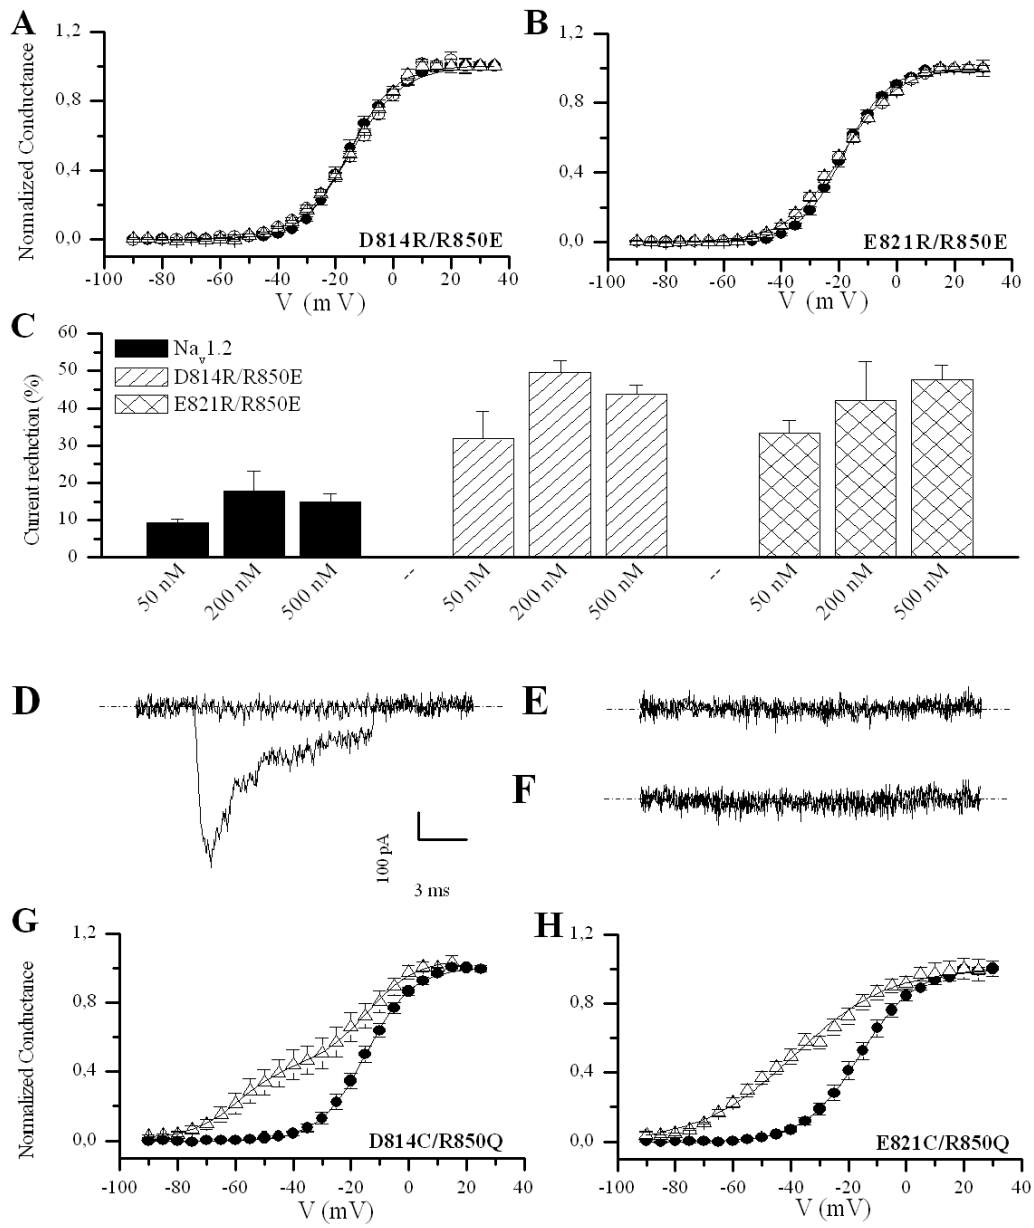 A
1,2
0,8
0,4
0,0
Normalized Conductance
D814R/R850E
-100 -80 -60 -40 -20 0 20 40
V (mV)
B
1,2
0,8
0,4
0,0
E821R/R850E
-100 -80 -60 -40 -20 0 20 40
V (mV)
C
60
50
40
30
20
10
0
Current reduction (%)
Nav1.2
D814R/R850E
E821R/R850E
50 nM 200 nM 500 nM -- 50 nM 200 nM 500 nM -- 50 nM 200 nM 500 nM
D
E
F
100 pA
3 ms
G
1,2
0,8
0,4
0,0
Normalized Conductance
D814C/R850Q
-100 -80 -60 -40 -20 0 20 40
V (mV)
H
1,2
0,8
0,4
0,0
E821C/R850Q
-100 -80 -60 -40 -20 0 20 40
V (mV)